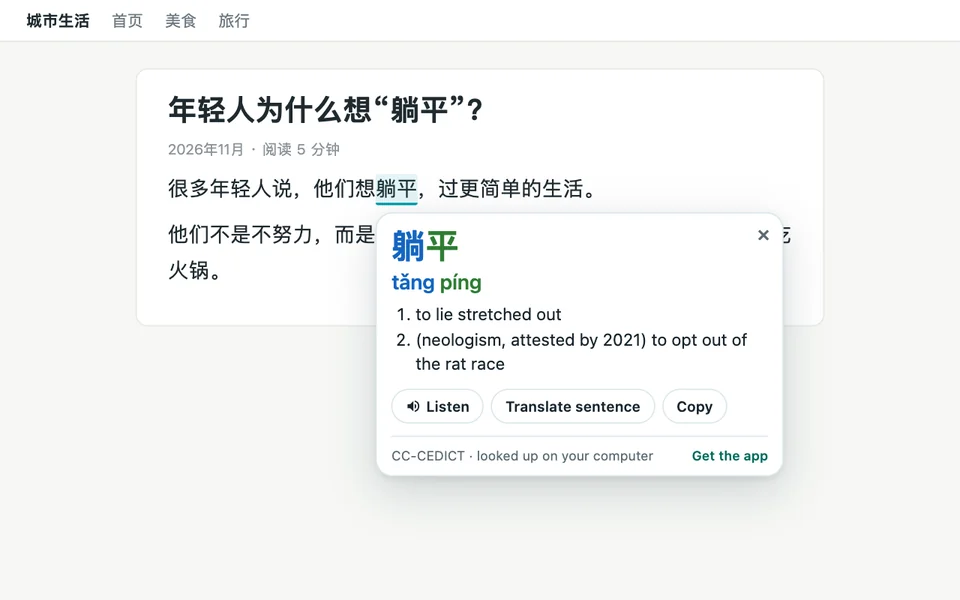 城市生活 首页 美食 旅行
年轻人为什么想“躺平”？
2026年11月 · 阅读 5 分钟
很多年轻人说，他们想躺平，过更简单的生活。
他们不是不努力，而是
火锅。
躺平
tǎng píng
1. to lie stretched out
2. (neologism, attested by 2021) to opt out of
the rat race
Listen Translate sentence Copy
CC-CEDICT · looked up on your computer Get the app